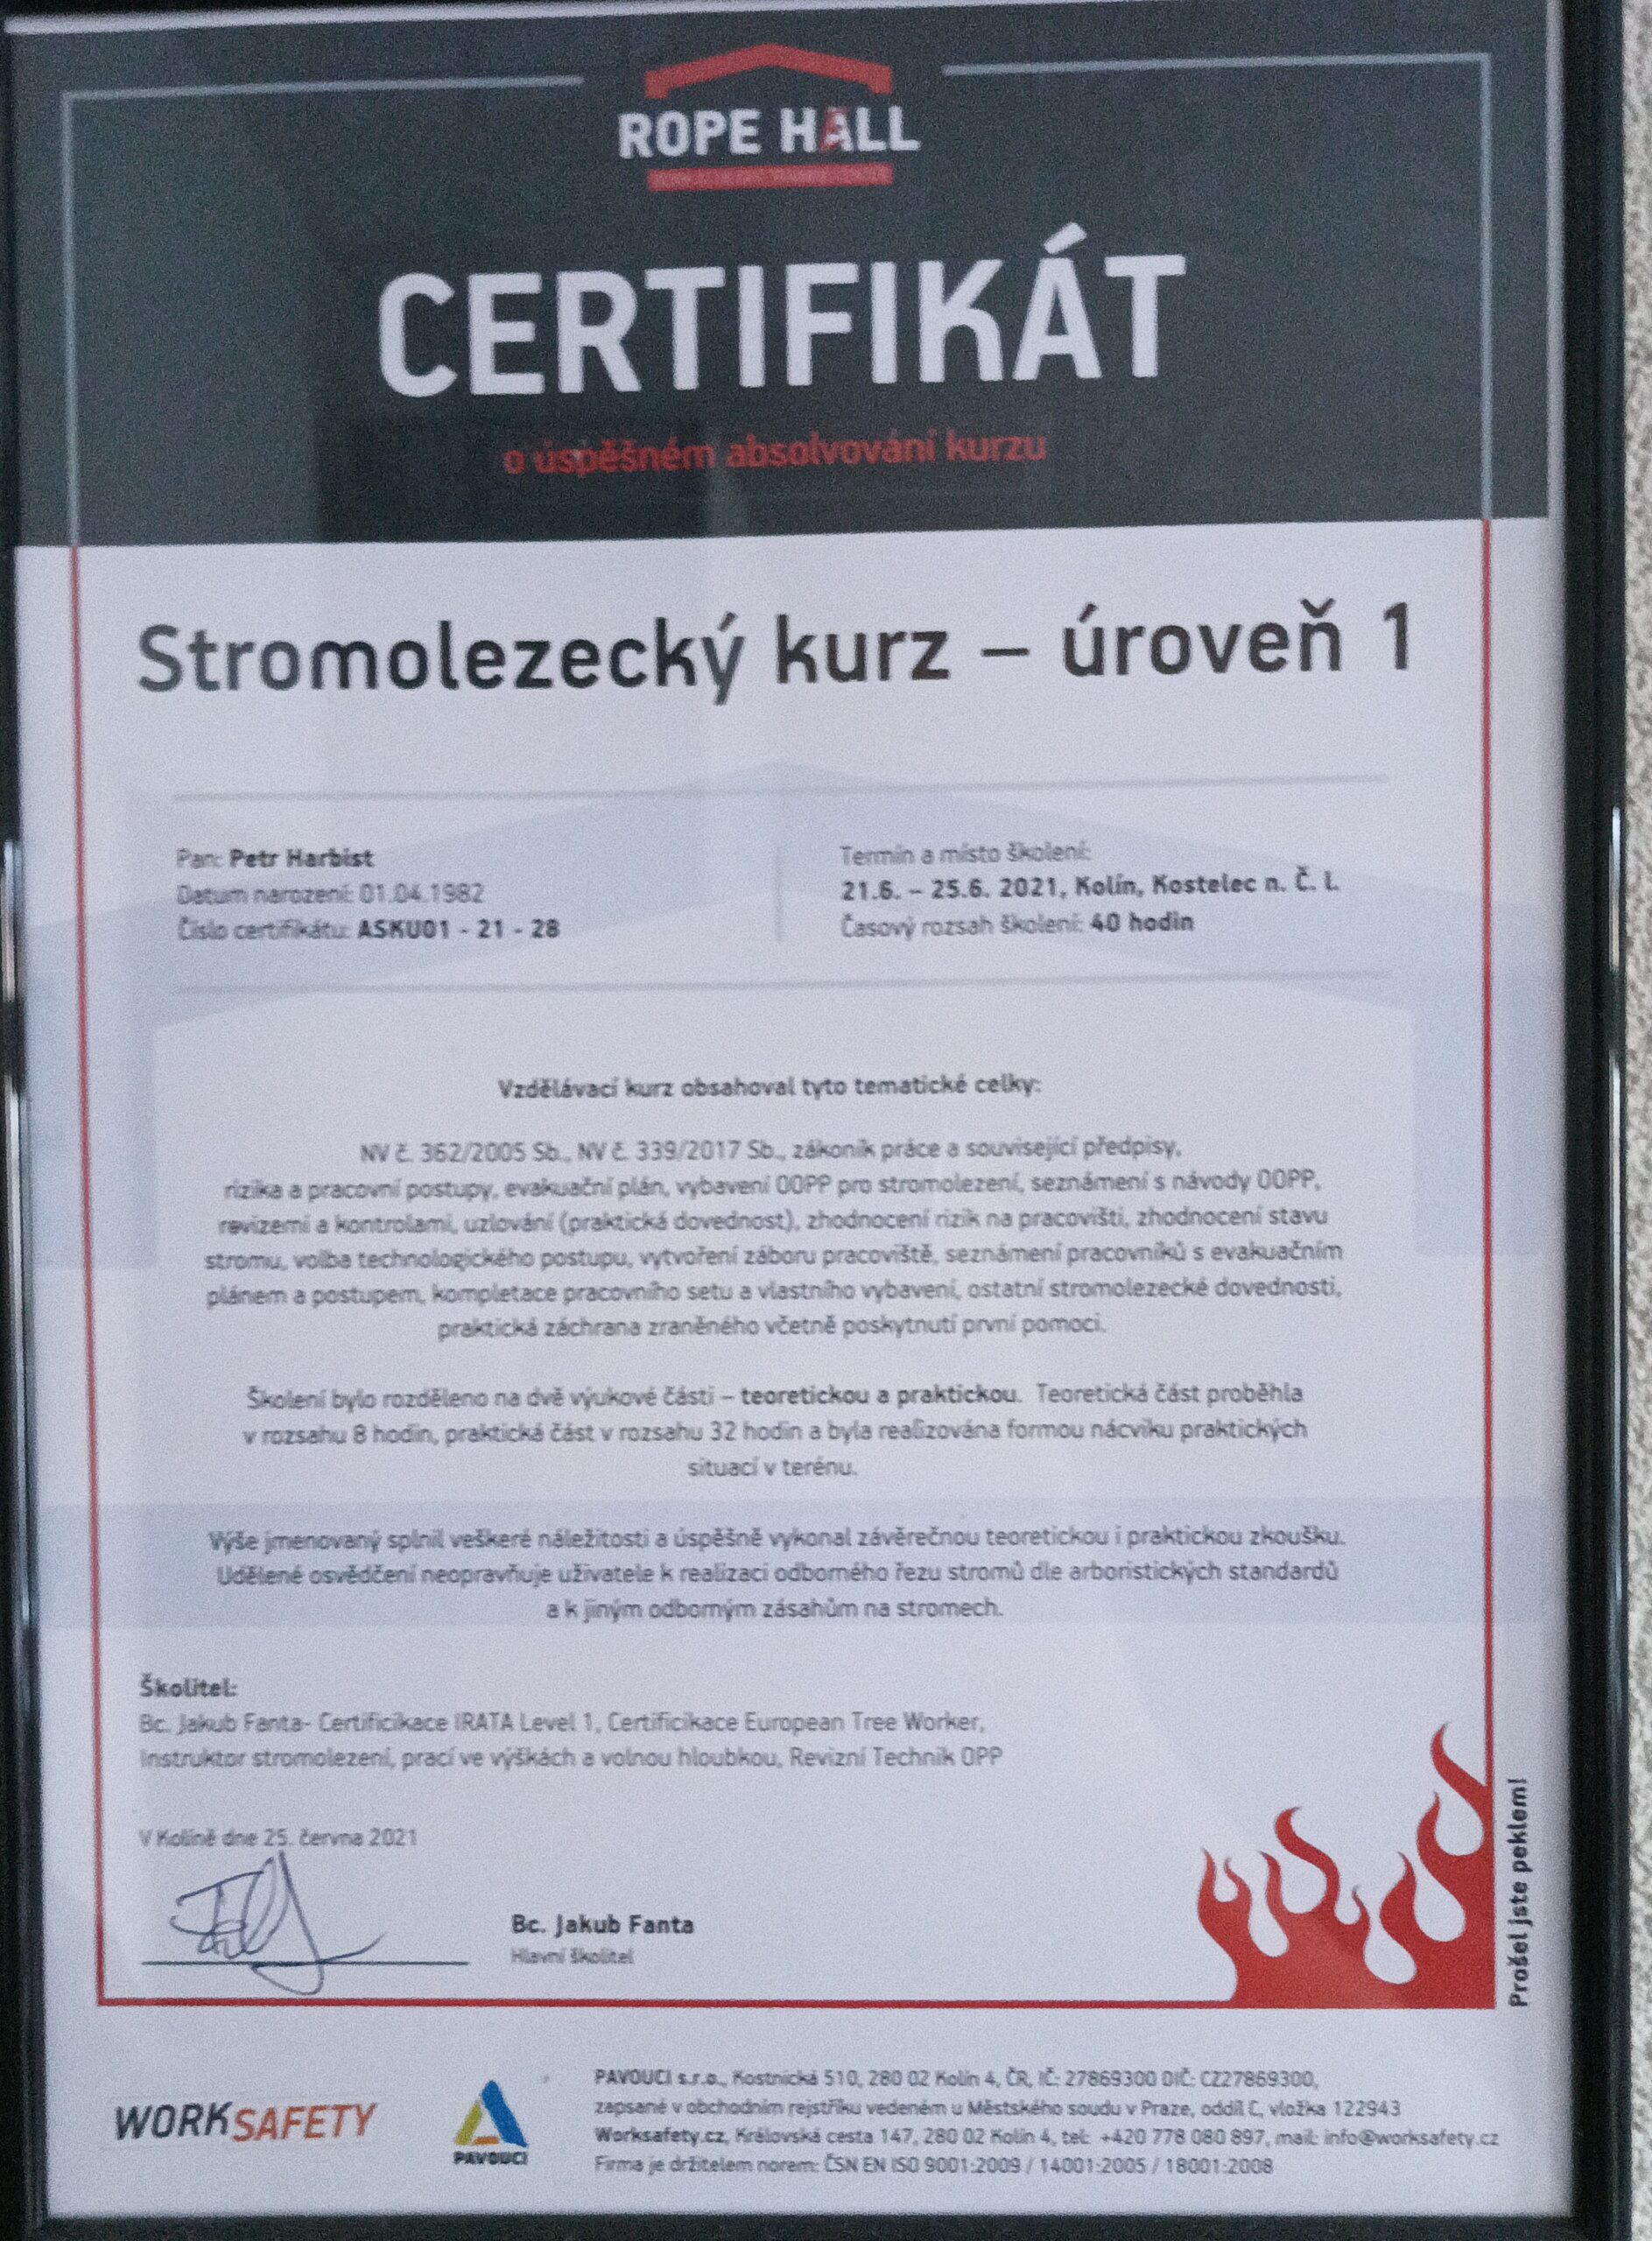 ROPE HALL
CERTIFIKÁT
o úspěšném absolvování kurzu
Stromolezecký kurz – úroveň 1
Pan: Petr Harbist
Datum narození: 01.04.1982
Číslo certifikátu: ASKU01 - 21 - 28
Termín a místo školení:
21.6. – 25.6. 2021, Kolín, Kostelec n. Č. l.
Časový rozsah školení: 40 hodin
Vzdělávací kurz obsahoval tyto tematické celky:
NV č. 362/2005 Sb., NV č. 339/2017 Sb., zákoník práce a související předpisy,
rizika a pracovní postupy, evakuační plán, vybavení OOPP pro stromolezení, seznámení s návody OOPP,
revizemi a kontrolami, uzlování (praktická dovednost), zhodnocení rizik na pracovišti, zhodnocení stavu
stromu, volba technologického postupu, vytvoření záboru pracoviště, seznámení pracovníků s evakuačním
plánem a postupem, kompletace pracovního setu a vlastního vybavení, ostatní stromolezecké dovednosti,
praktická záchrana zraněného včetně poskytnutí první pomoci.
Školení bylo rozděleno na dvě výukové části – teoretickou a praktickou. Teoretická část proběhla
v rozsahu 8 hodin, praktická část v rozsahu 32 hodin a byla realizována formou nácviku praktických
situací v terénu.
Výše jmenovaný splnil veškeré náležitosti a úspěšně vykonal závěrečnou teoretickou i praktickou zkoušku.
Udělené osvědčení neopravňuje uživatele k realizaci odborného řezu stromů dle arboristických standardů
a k jiným odborným zásahům na stromech.
Školitel:
Bc. Jakub Fanta- Certificikace IRATA Level 1, Certificikace European Tree Worker,
Instruktor stromolezení, prací ve výškách a volnou hloubkou, Revizní Technik OPP
V Kolíně dne 25. června 2021
Bc. Jakub Fanta
Hlavní školitel
Prošel jste peklem!
WORKSAFETY
PAVOUCI
PAVOUCI s.r.o., Kostnická 510, 280 02 Kolín 4, ČR, IČ: 27869300 DIČ: CZ27869300,
zapsané v obchodním rejstříku vedeném u Městského soudu v Praze, oddíl C, vložka 122943
Worksafety.cz, Královská cesta 147, 280 02 Kolín 4, tel: +420 778 080 897, mail: info@worksafety.cz
Firma je držitelem norem: ČSN EN ISO 9001:2009 / 14001:2005 / 18001:2008